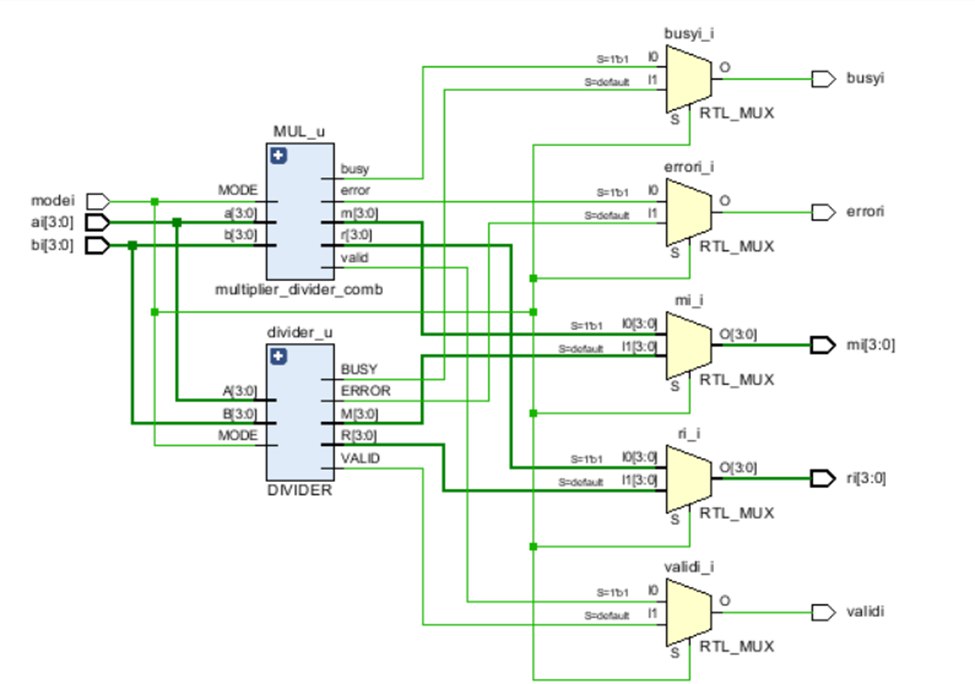 busyi_i
S=1'b1 I0
S=default I1
O
busyi
S
RTL_MUX
MUL_u
modei
ai[3:0]
bi[3:0]
MODE
a[3:0]
b[3:0]
busy
error
m[3:0]
r[3:0]
valid
multiplier_divider_comb
errori_i
S=1'b1 I0
S=default I1
O
errori
S
RTL_MUX
divider_u
A[3:0]
B[3:0]
MODE
BUSY
ERROR
M[3:0]
R[3:0]
VALID
DIVIDER
mi_i
S=1'b1 I0[3:0]
S=default I1[3:0]
O[3:0]
mi[3:0]
S
RTL_MUX
ri_i
S=1'b1 I0[3:0]
S=default I1[3:0]
O[3:0]
ri[3:0]
S
RTL_MUX
validi_i
S=1'b1 I0
S=default I1
O
validi
S
RTL_MUX